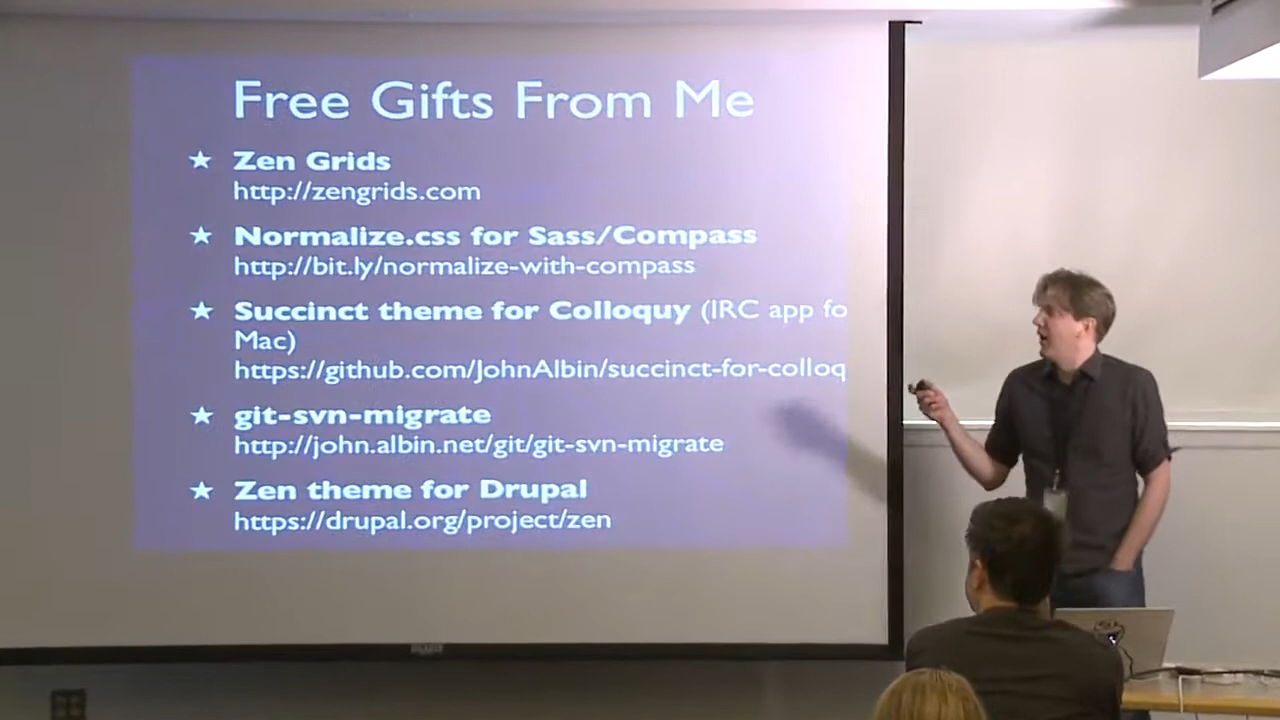 Free Gifts From Me
★ Zen Grids
http://zengrids.com
★ Normalize.css for Sass/Compass
http://bit.ly/normalize-with-compass
★ Succinct theme for Colloquy (IRC app fo
Mac)
https://github.com/JohnAlbin/succinct-for-colloq
★ git-svn-migrate
http://john.albin.net/git/git-svn-migrate
★ Zen theme for Drupal
https://drupal.org/project/zen